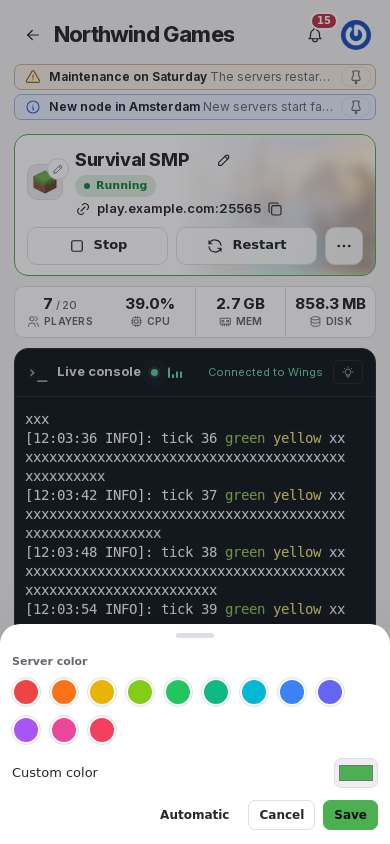 Northwind Games
15
Maintenance on Saturday The servers restar...
New node in Amsterdam New servers start fa...
Survival SMP
Running
play.example.com:25565
Stop
Restart
...
7 / 20
PLAYERS
39.0%
CPU
2.7 GB
MEM
858.3 MB
DISK
Live console
Connected to Wings
xxx
[12:03:36 INFO]: tick 36 green yellow xx
xxxxxxxxxxxxxxxxxxxxxxxxxxxxxxxxxxxxxxxx
xxxxxxxxxx
[12:03:42 INFO]: tick 37 green yellow xx
xxxxxxxxxxxxxxxxxxxxxxxxxxxxxxxxxxxxxxxx
xxxxxxxxxxxxxxxxx
[12:03:48 INFO]: tick 38 green yellow xx
xxxxxxxxxxxxxxxxxxxxxxxxxxxxxxxxxxxxxxxx
xxxxxxxxxxxxxxxxxxxxxxxx
[12:03:54 INFO]: tick 39 green yellow xx
Server color
Custom color
Automatic
Cancel
Save